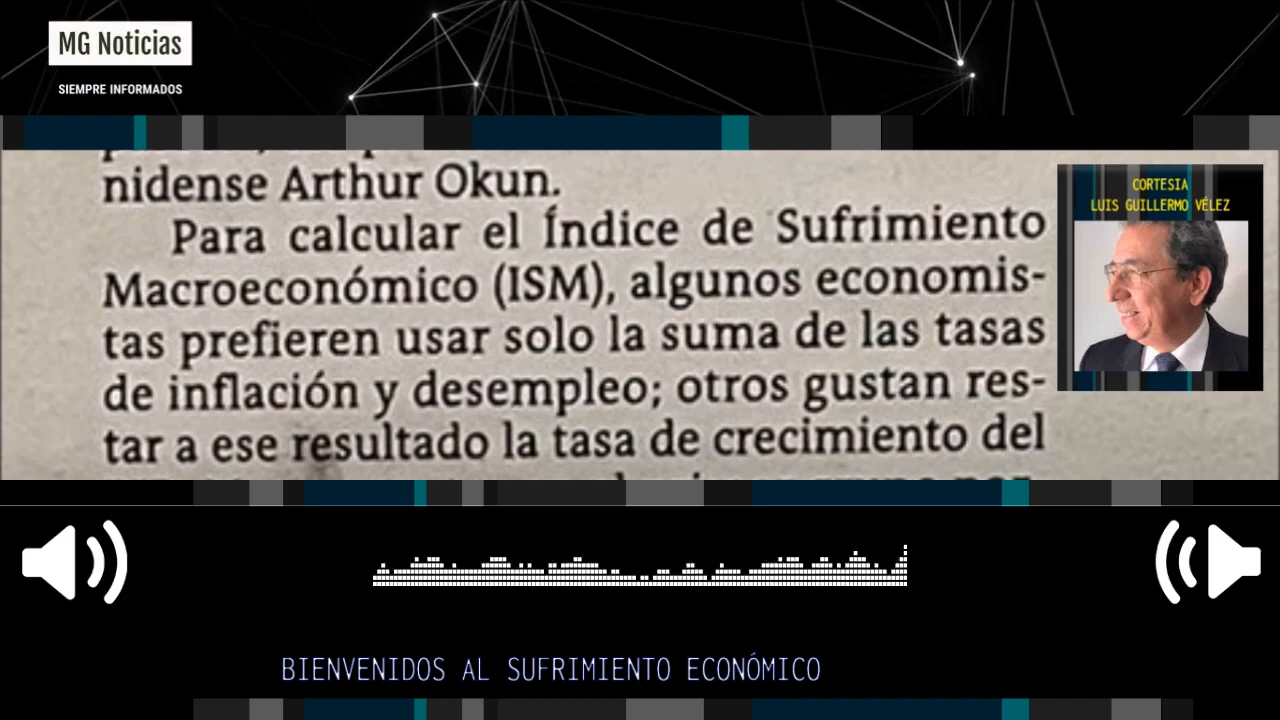 MG Noticias
SIEMPRE INFORMADOS
nidense Arthur Okun.
Para calcular el Índice de Sufrimiento
Macroeconómico (ISM), algunos economis-
tas prefieren usar solo la suma de las tasas
de inflación y desempleo; otros gustan res-
tar a ese resultado la tasa de crecimiento del
CORTESIA
LUIS GUILLERMO VÉLEZ
BIENVENIDOS AL SUFRIMIENTO ECONÓMICO